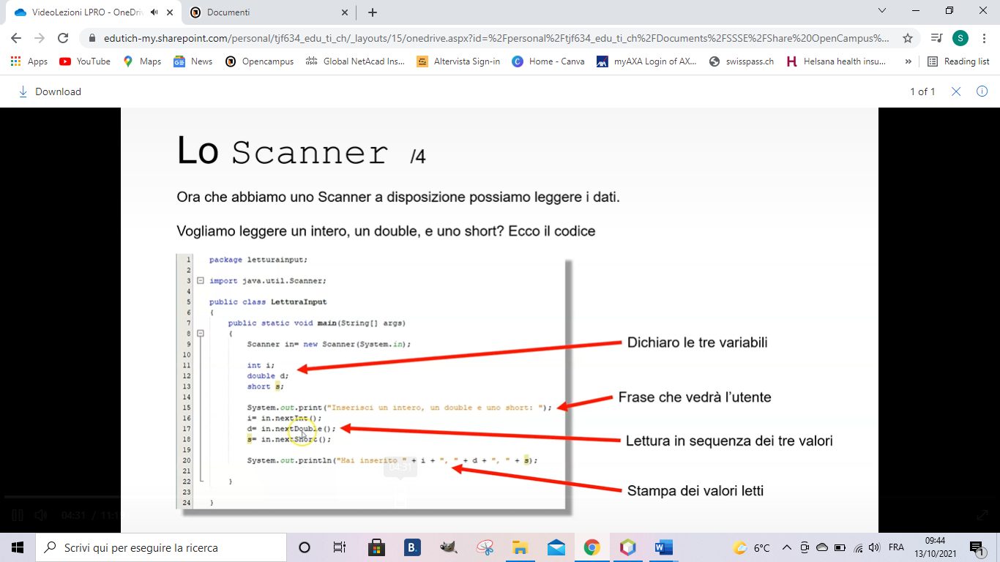 VideoLezioni LPRO - OneDriv
Documenti
edutich-my.sharepoint.com/personal/tjf634_edu_ti_ch/_layouts/15/onedrive.aspx?id=%2Fpersonal%2Ftjf634_edu_ti_ch%2FDocuments%2FSSSE%2FShare%20OpenCampus%...
S
Apps YouTube Maps News Opencampus Global NetAcad Ins... Altervista Sign-in Home - Canva myAXA Login of AX... swisspass.ch Helsana health insu... » Reading list
Download
1 of 1
Lo Scanner /4
Ora che abbiamo uno Scanner a disposizione possiamo leggere i dati.
Vogliamo leggere un intero, un double, e uno short? Ecco il codice
1 package letturainput;
2
3 import java.util.Scanner;
4
5 public class LetturaInput
6 {
7 public static void main(String[] args)
8 {
9 Scanner in= new Scanner(System.in);
10
11 int i;
12 double d;
13 short s;
14
15 System.out.print("Inserisci un intero, un double e uno short: ");
16 i= in.nextInt();
17 d= in.nextDouble();
18 s= in.nextShort();
19
20 System.out.println("Hai inserito " + i + ", " + d + ", " + s);
21
22 }
23
24 }
Dichiaro le tre variabili
Frase che vedrà l'utente
Lettura in sequenza dei tre valori
Stampa dei valori letti
04:31
04:31 /
Scrivi qui per eseguire la ricerca
B.
6°C
FRA
09:44
13/10/2021
1